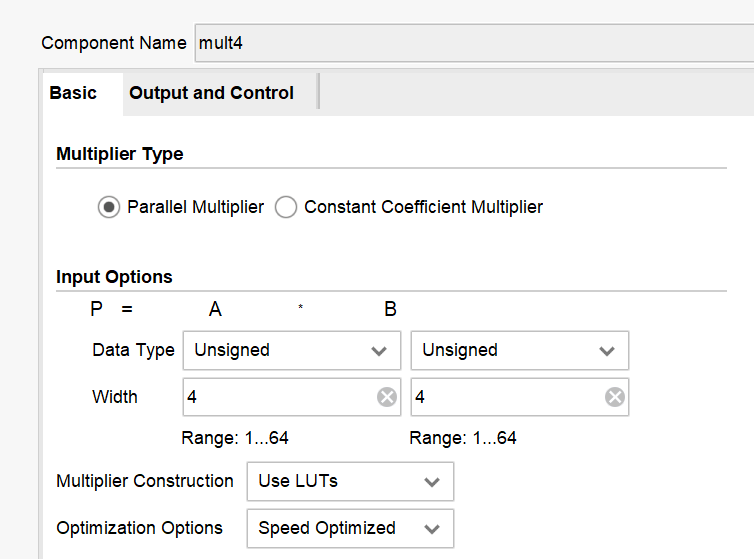 Component Name mult4
Basic Output and Control
Multiplier Type
Parallel Multiplier Constant Coefficient Multiplier
Input Options
P = A * B
Data Type Unsigned Unsigned
Width 4 4
Range: 1...64 Range: 1...64
Multiplier Construction Use LUTs
Optimization Options Speed Optimized